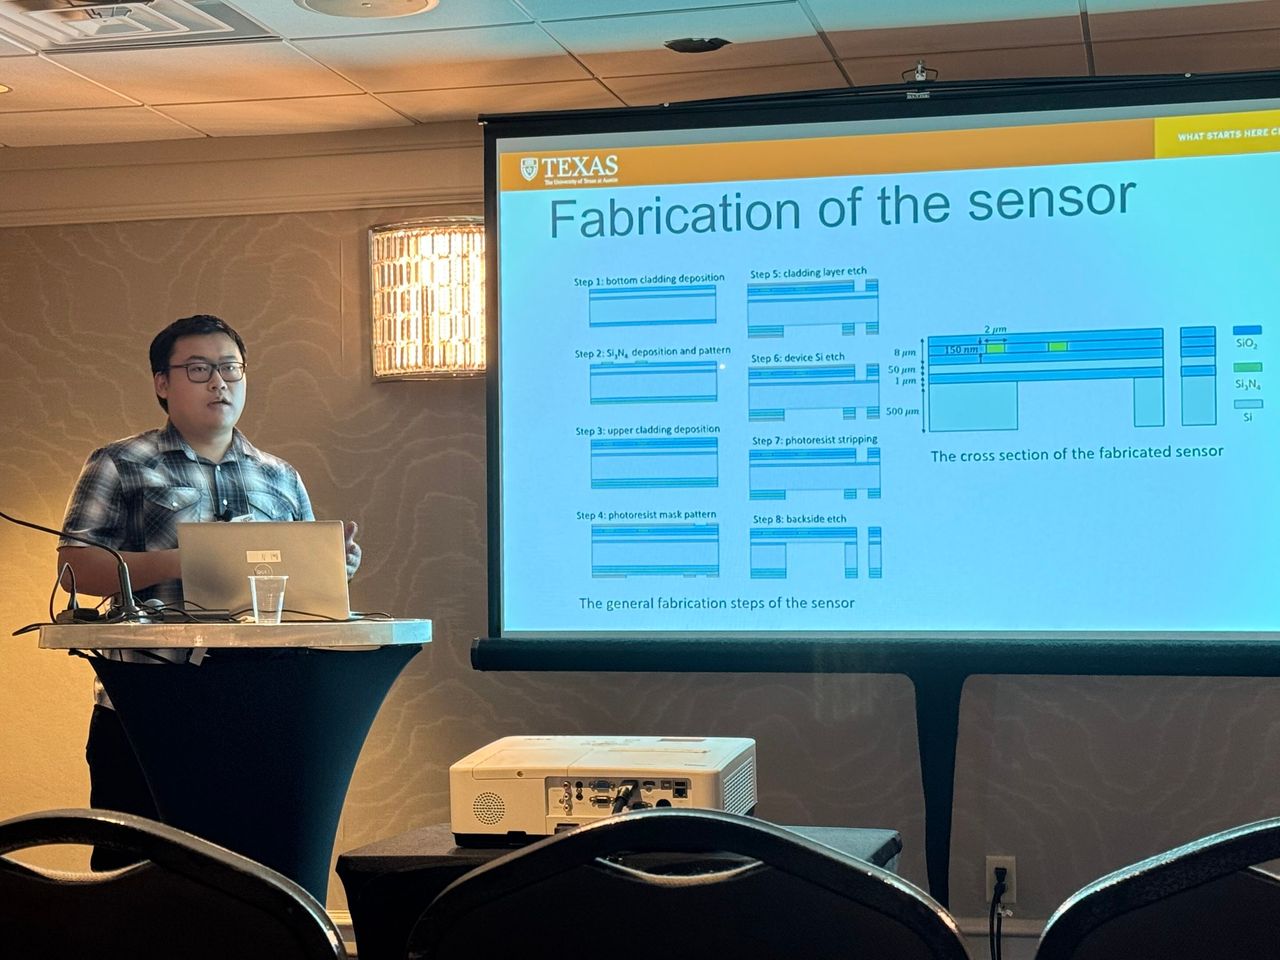 WHAT STARTS HERE
TEXAS
The University of Texas at Austin
Fabrication of the sensor
Step 1: bottom cladding deposition
Step 2: Si₃N₄ deposition and pattern
Step 3: upper cladding deposition
Step 4: photoresist mask pattern
Step 5: cladding layer etch
Step 6: device Si etch
Step 7: photoresist stripping
Step 8: backside etch
The general fabrication steps of the sensor
2 μm
150 nm
8 μm
50 μm
1 μm
500 μm
SiO₂
Si₃N₄
Si
The cross section of the fabricated sensor
DELL